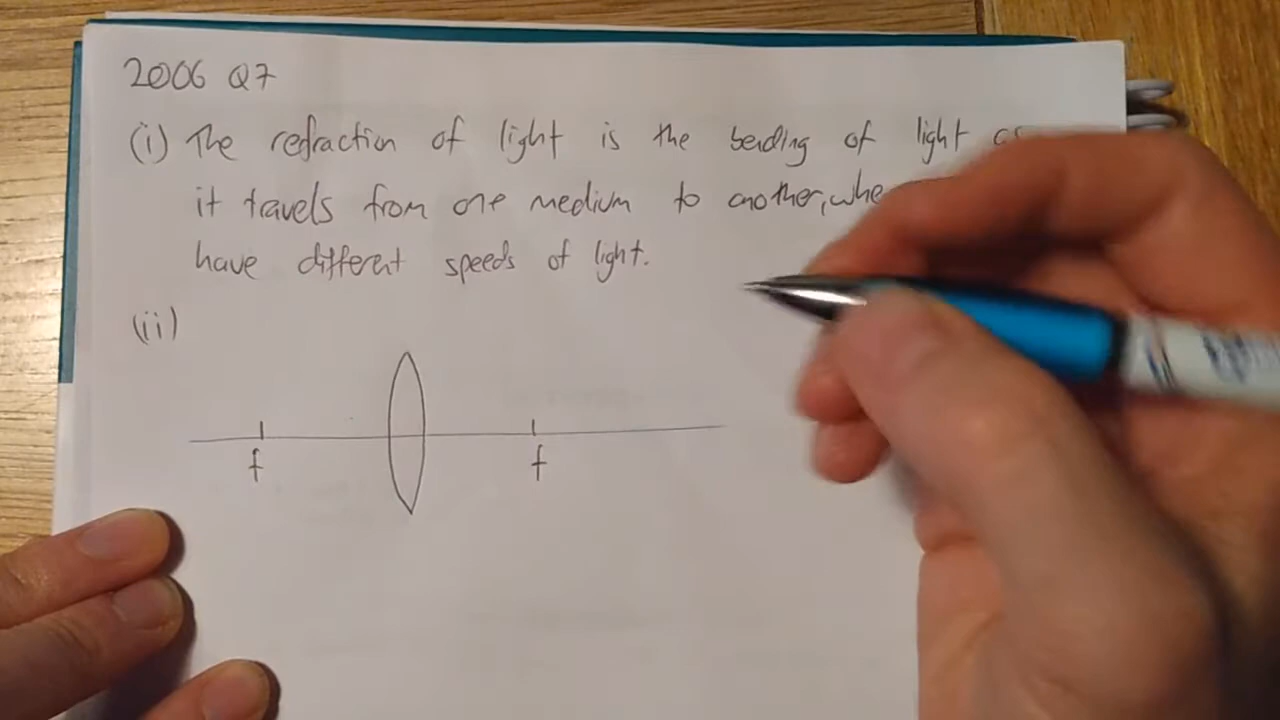 2006 Q7
(i) The refraction of light is the bending of light
it travels from one medium to another,
have different speeds of light.
(ii)
f f